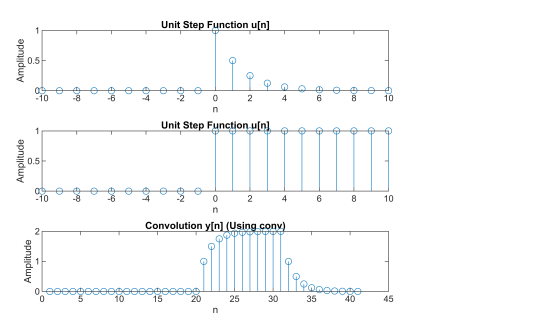 Unit Step Function u[n]
Amplitude
1
0.5
0
-10 -8 -6 -4 -2 0 2 4 6 8 10
n
Unit Step Function u[n]
Amplitude
1
0.5
0
-10 -8 -6 -4 -2 0 2 4 6 8 10
n
Convolution y[n] (Using conv)
Amplitude
2
1
0
0 5 10 15 20 25 30 35 40 45
n